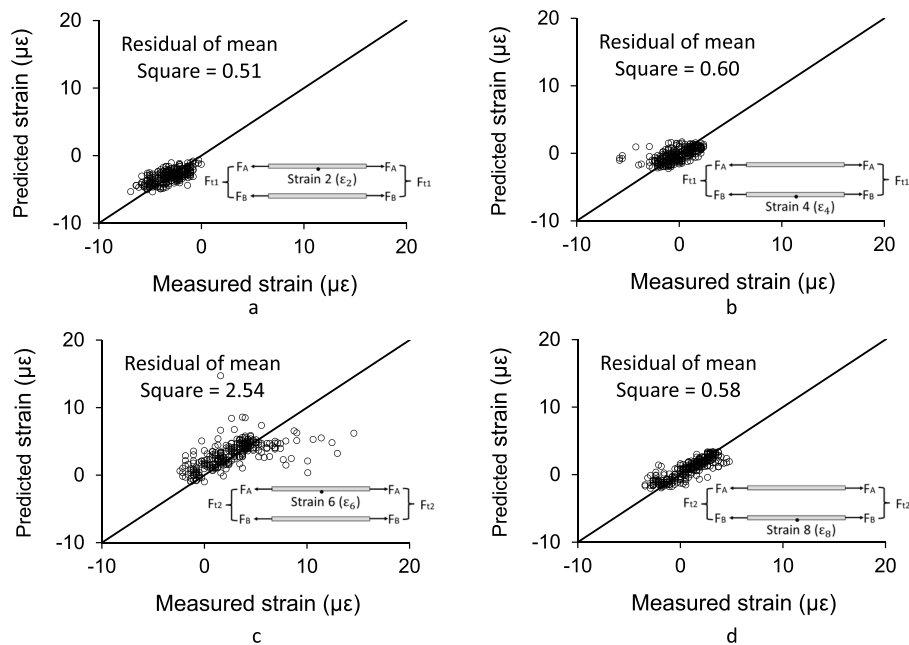 20
10
0
-10
-10
0
10
20
Predicted strain (με)
Measured strain (με)
Residual of mean
Square = 0.51
Ft1
FA
FB
FA
FB
Ft1
Strain 2 (ε2)
a
20
10
0
-10
-10
0
10
20
Predicted strain (με)
Measured strain (με)
Residual of mean
Square = 0.60
Ft1
FA
FB
FA
FB
Ft1
Strain 4 (ε4)
b
20
10
0
-10
-10
0
10
20
Predicted strain (με)
Measured strain (με)
Residual of mean
Square = 2.54
Ft2
FA
FB
FA
FB
Ft2
Strain 6 (ε6)
c
20
10
0
-10
-10
0
10
20
Predicted strain (με)
Measured strain (με)
Residual of mean
Square = 0.58
Ft2
FA
FB
FA
FB
Ft2
Strain 8 (ε8)
d